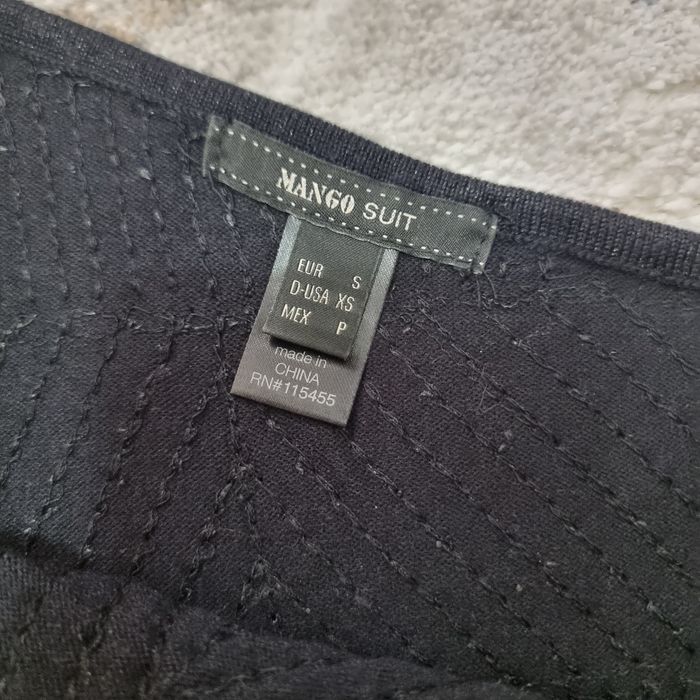 MANGO SUIT
EUR S
D-USA XS
MEX P
made in
CHINA
RN#115455